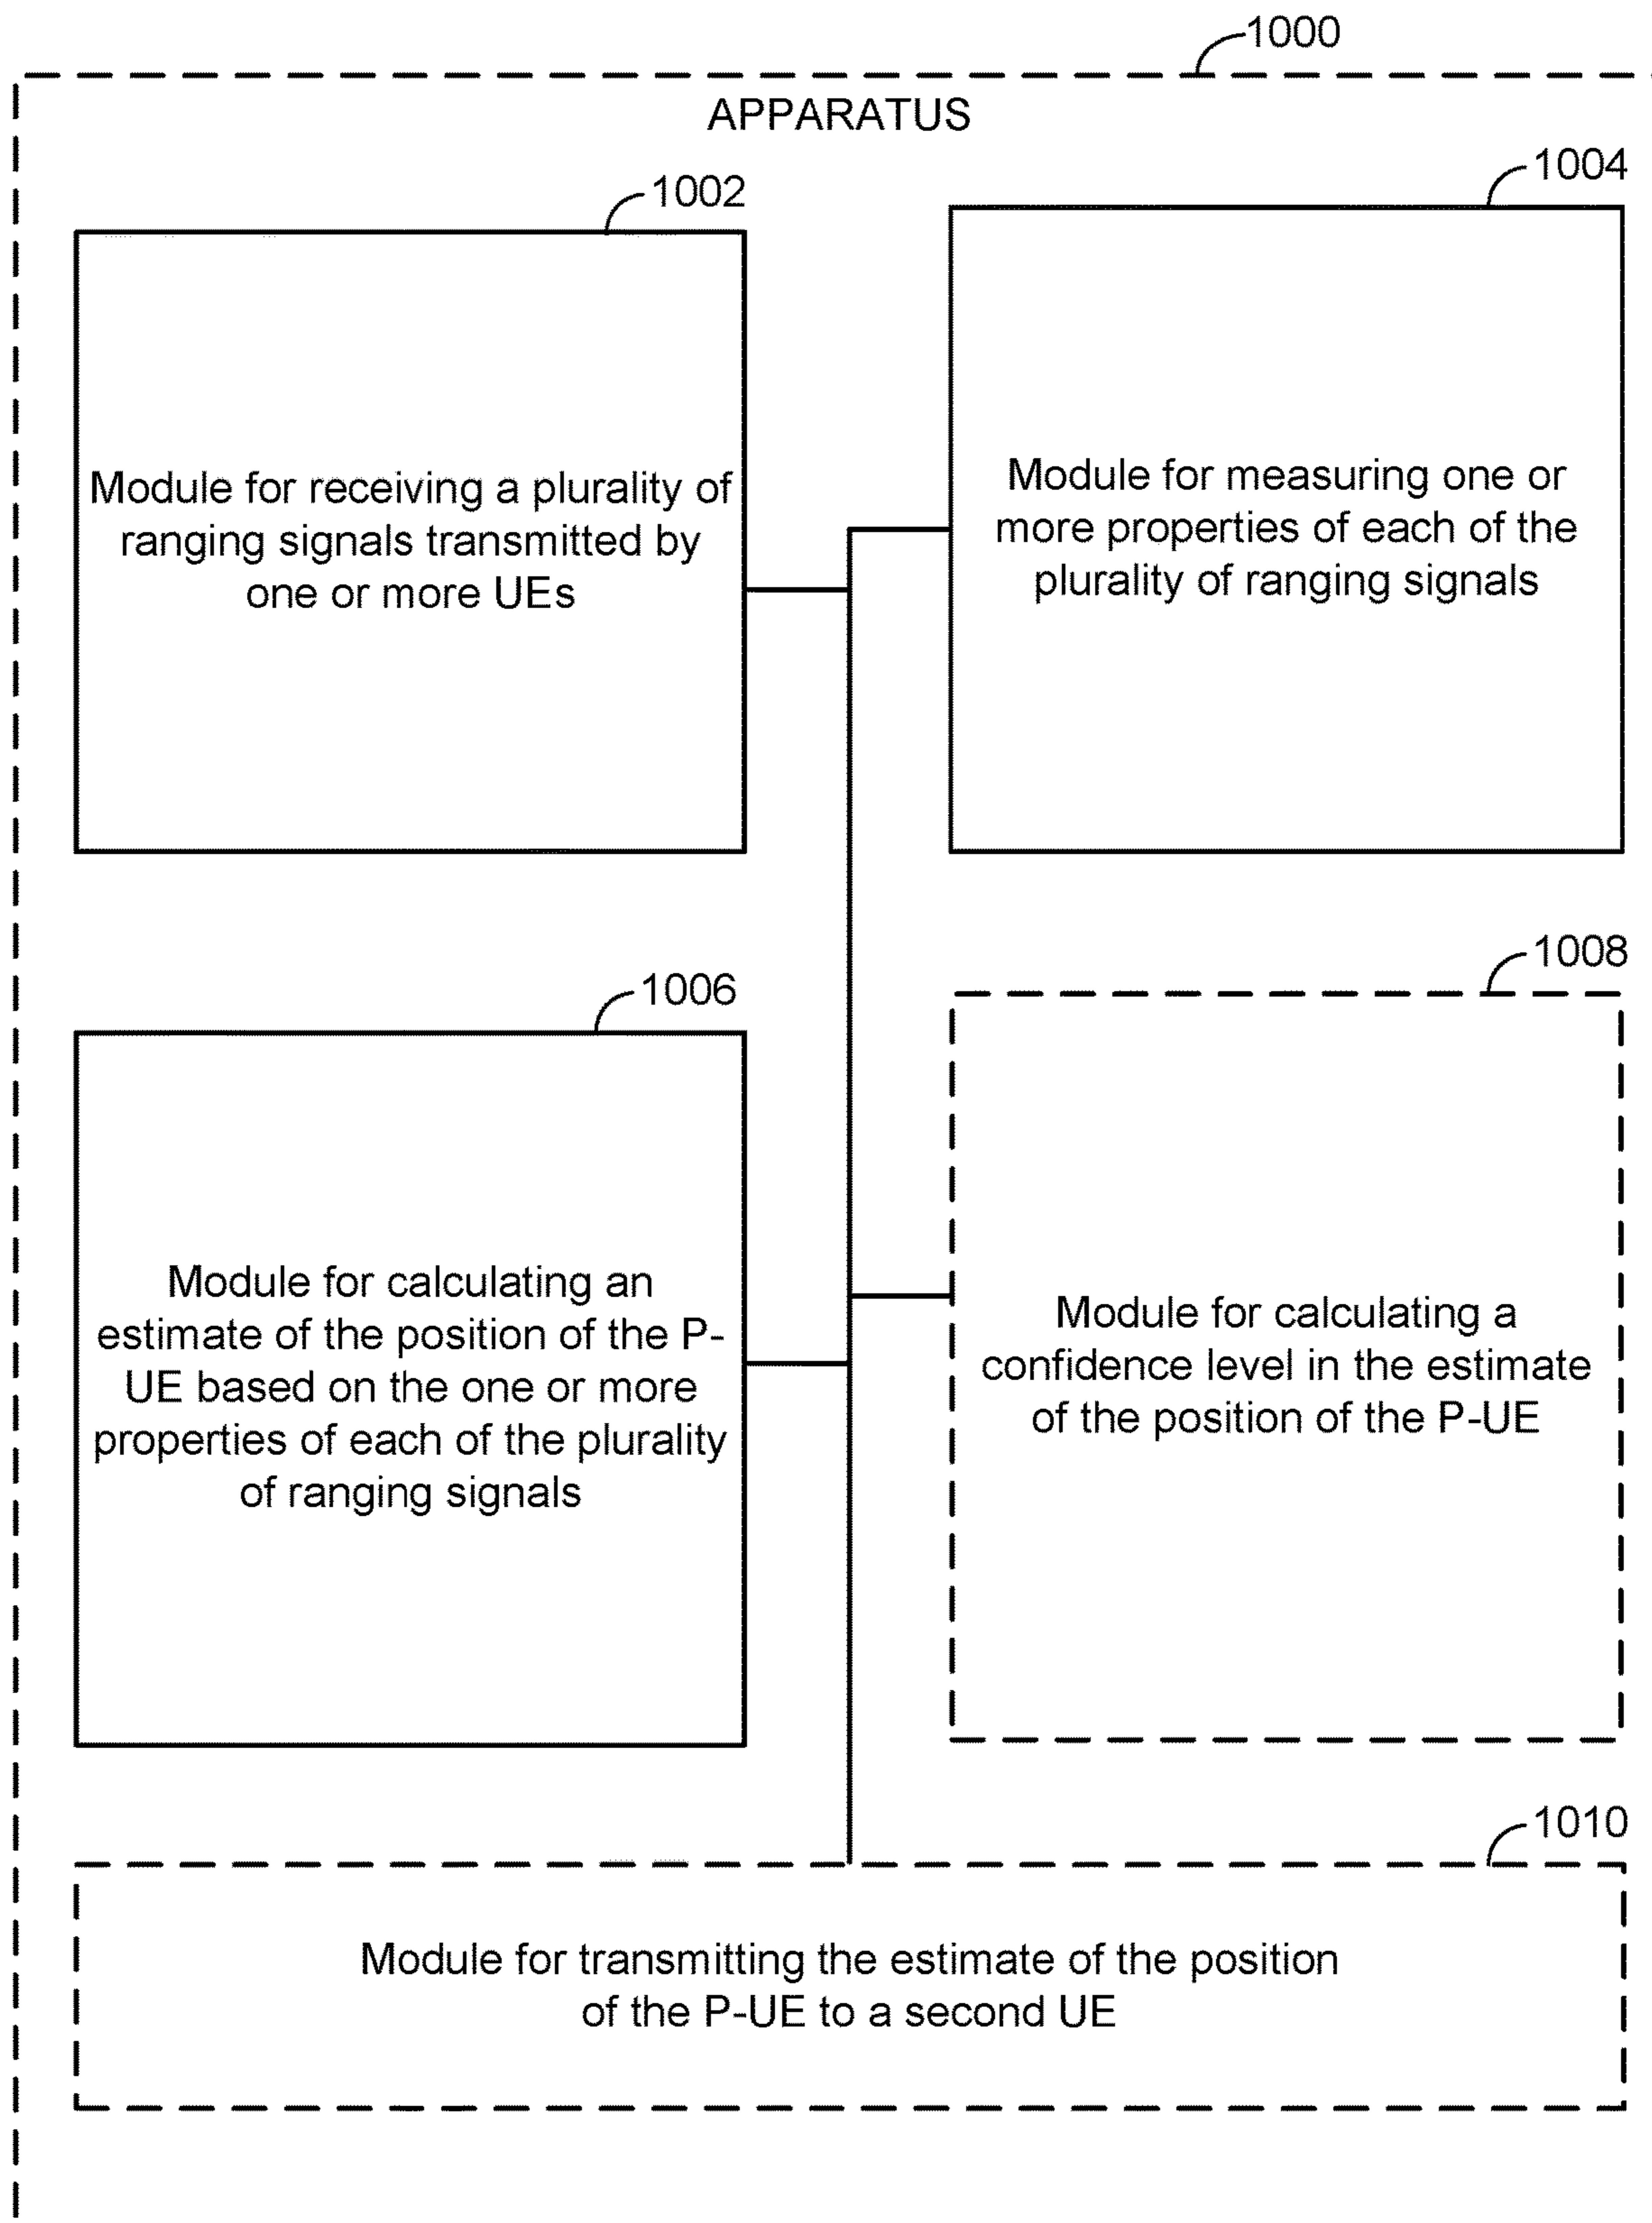 1000
APPARATUS
1002
Module for receiving a plurality of
ranging signals transmitted by
one or more UEs
1004
Module for measuring one or
more properties of each of the
plurality of ranging signals
1006
Module for calculating an
estimate of the position of the P-
UE based on the one or more
properties of each of the plurality
of ranging signals
1008
Module for calculating a
confidence level in the estimate
of the position of the P-UE
1010
Module for transmitting the estimate of the position
of the P-UE to a second UE